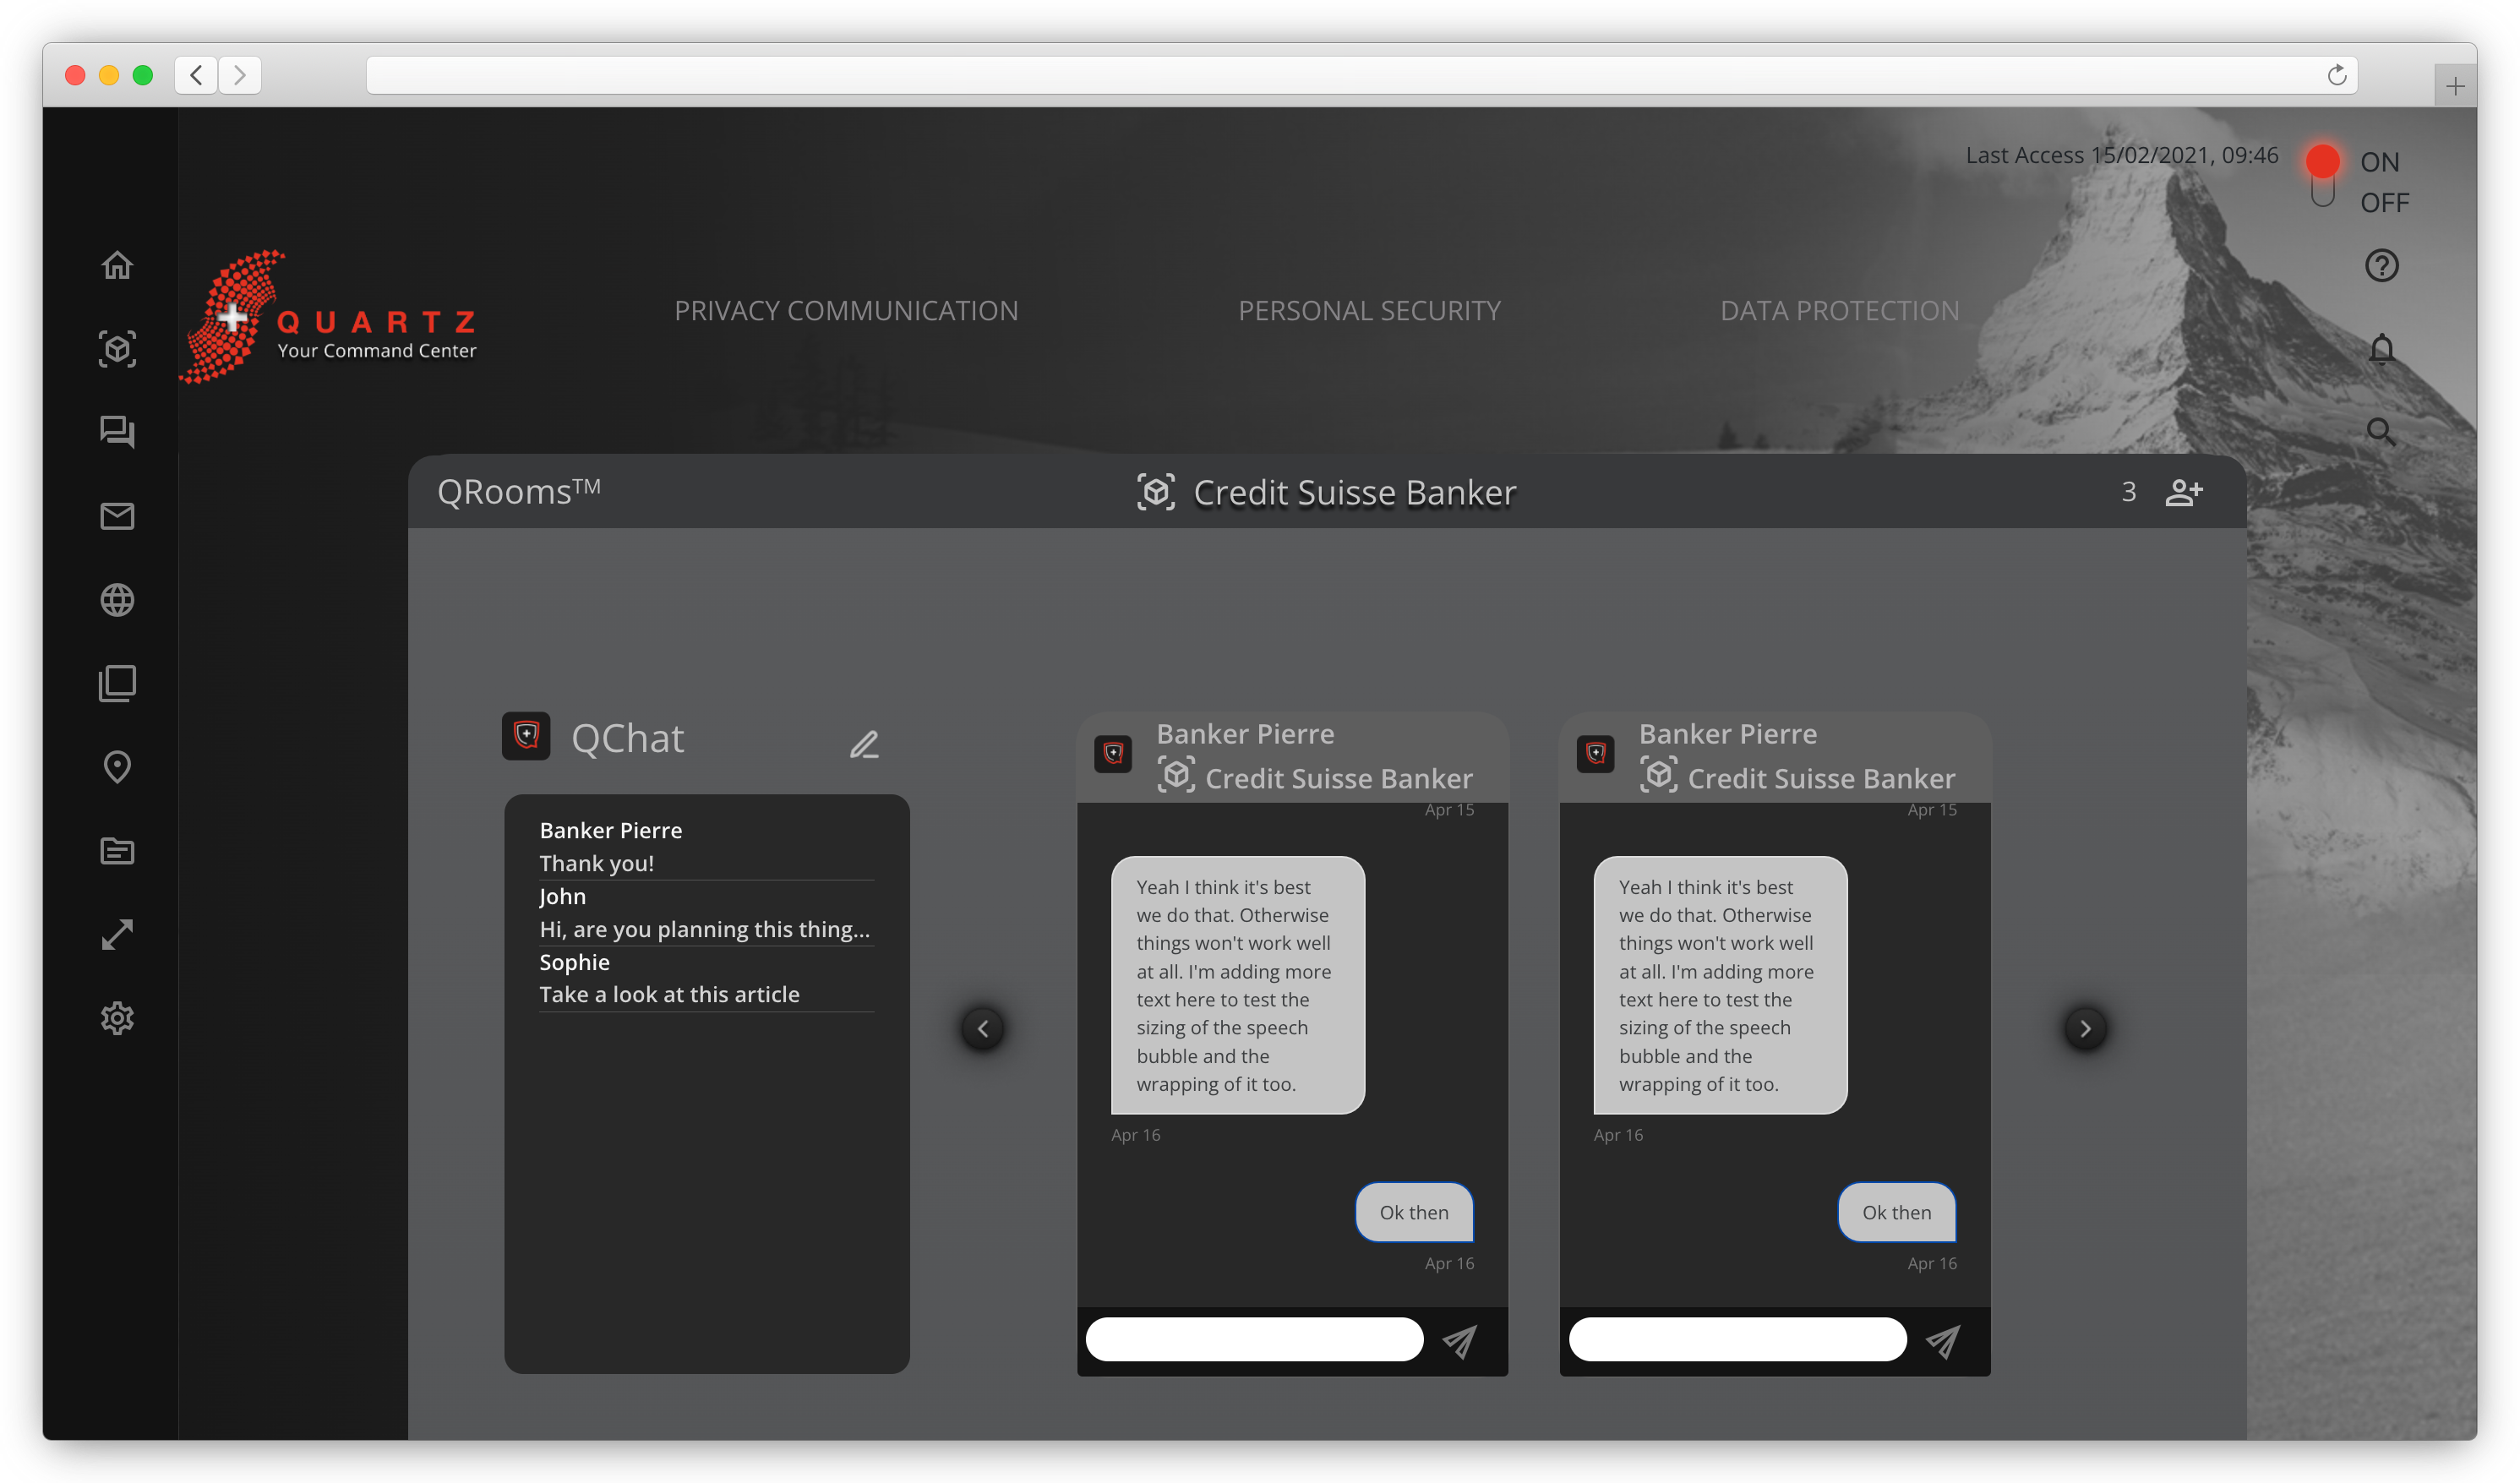 Last Access 15/02/2021, 09:46
ON
OFF
QUARTZ
Your Command Center
PRIVACY COMMUNICATION
PERSONAL SECURITY
DATA PROTECTION
QRooms™
Credit Suisse Banker
3
QChat
Banker Pierre
Thank you!
John
Hi, are you planning this thing...
Sophie
Take a look at this article
Banker Pierre
Credit Suisse Banker
Apr 15
Yeah I think it's best
we do that. Otherwise
things won't work well
at all. I'm adding more
text here to test the
sizing of the speech
bubble and the
wrapping of it too.
Apr 16
Ok then
Apr 16
Banker Pierre
Credit Suisse Banker
Apr 15
Yeah I think it's best
we do that. Otherwise
things won't work well
at all. I'm adding more
text here to test the
sizing of the speech
bubble and the
wrapping of it too.
Apr 16
Ok then
Apr 16